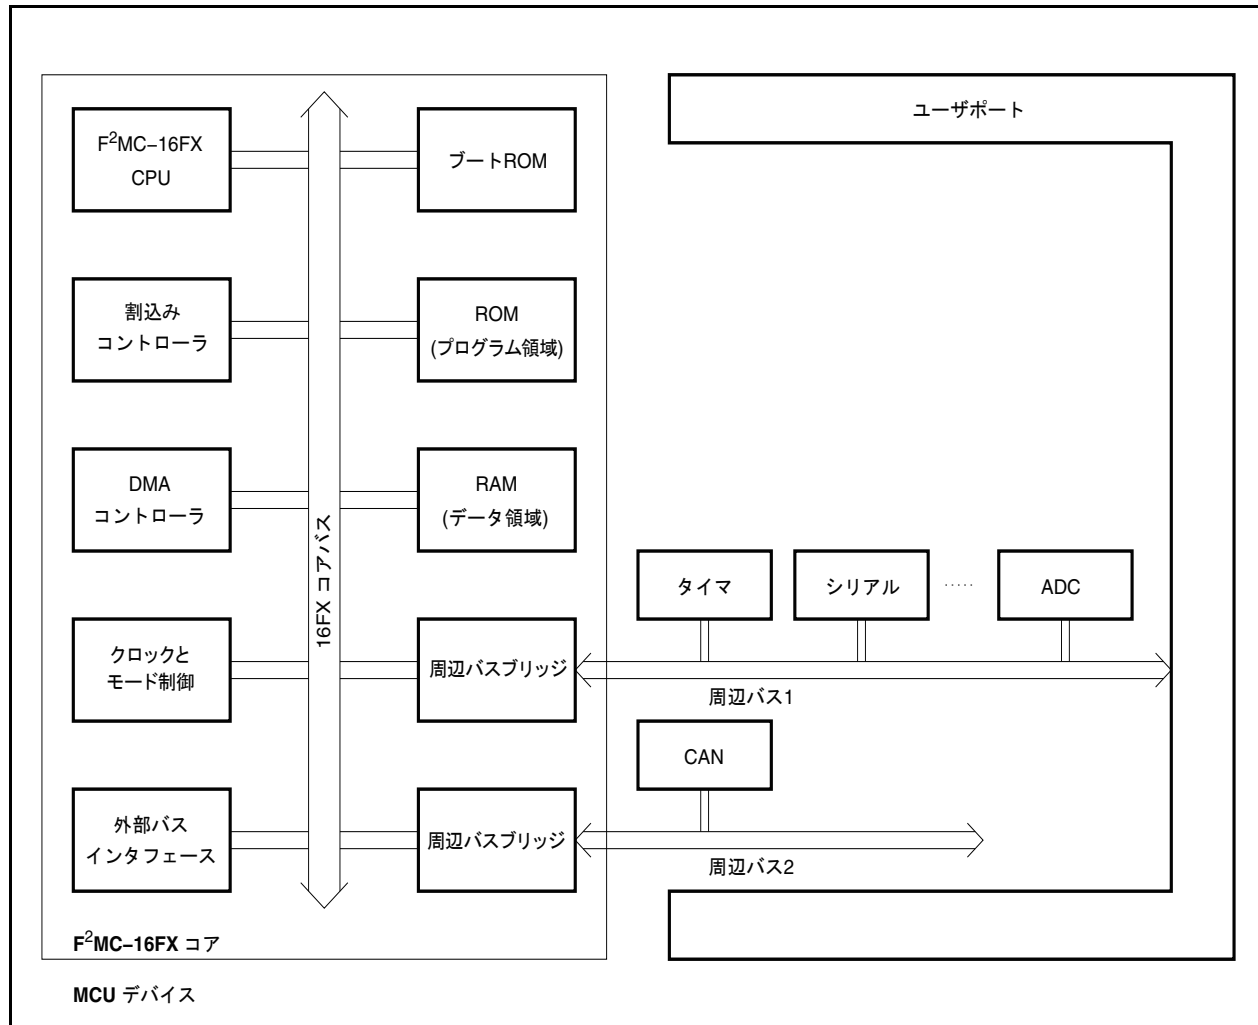 ユーザポート
F²MC−16FX
CPU
ブートROM
割込み
コントローラ
ROM
(プログラム領域)
DMA
コントローラ
RAM
(データ領域)
16FX コアバス
タイマ
シリアル
.....
ADC
クロックと
モード制御
周辺バスブリッジ
周辺バス1
CAN
外部バス
インタフェース
周辺バスブリッジ
周辺バス2
F²MC−16FX コア
MCU デバイス